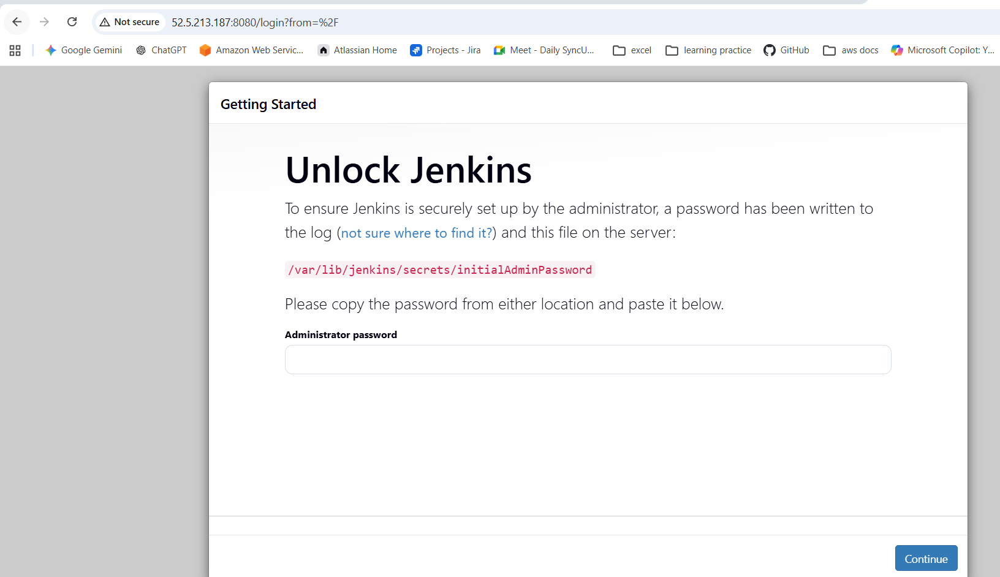 Not secure 52.5.213.187:8080/login?from=%2F
Google Gemini ChatGPT Amazon Web Servic... Atlassian Home Projects - Jira Meet - Daily SyncU... excel learning practice GitHub aws docs Microsoft Copilot: Y...
Getting Started
Unlock Jenkins
To ensure Jenkins is securely set up by the administrator, a password has been written to
the log (not sure where to find it?) and this file on the server:
/var/lib/jenkins/secrets/initialAdminPassword
Please copy the password from either location and paste it below.
Administrator password
Continue